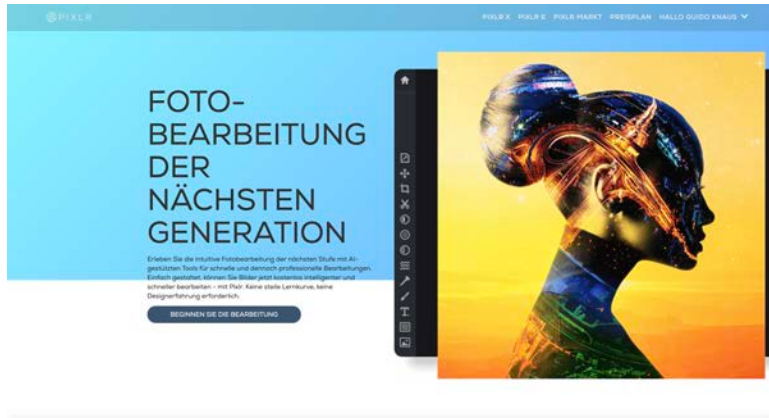 PIXLR
PIXLR X PIXLR E PIXLR MARKT PREISPLAN HALLO GUIDO KNAUS
FOTO-
BEARBEITUNG
DER
NÄCHSTEN
GENERATION
Erleben Sie die intuitive Fotobearbeitung der nächsten Stufe mit AI-
gestützten Tools für schnelle und dennoch professionelle Bearbeitungen.
Einfach gestaltet, können Sie Bilder jetzt kostenlos intelligenter und
schneller bearbeiten - mit Pixlr. Keine steile Lernkurve, keine
Designerfahrung erforderlich.
BEGINNEN SIE DIE BEARBEITUNG